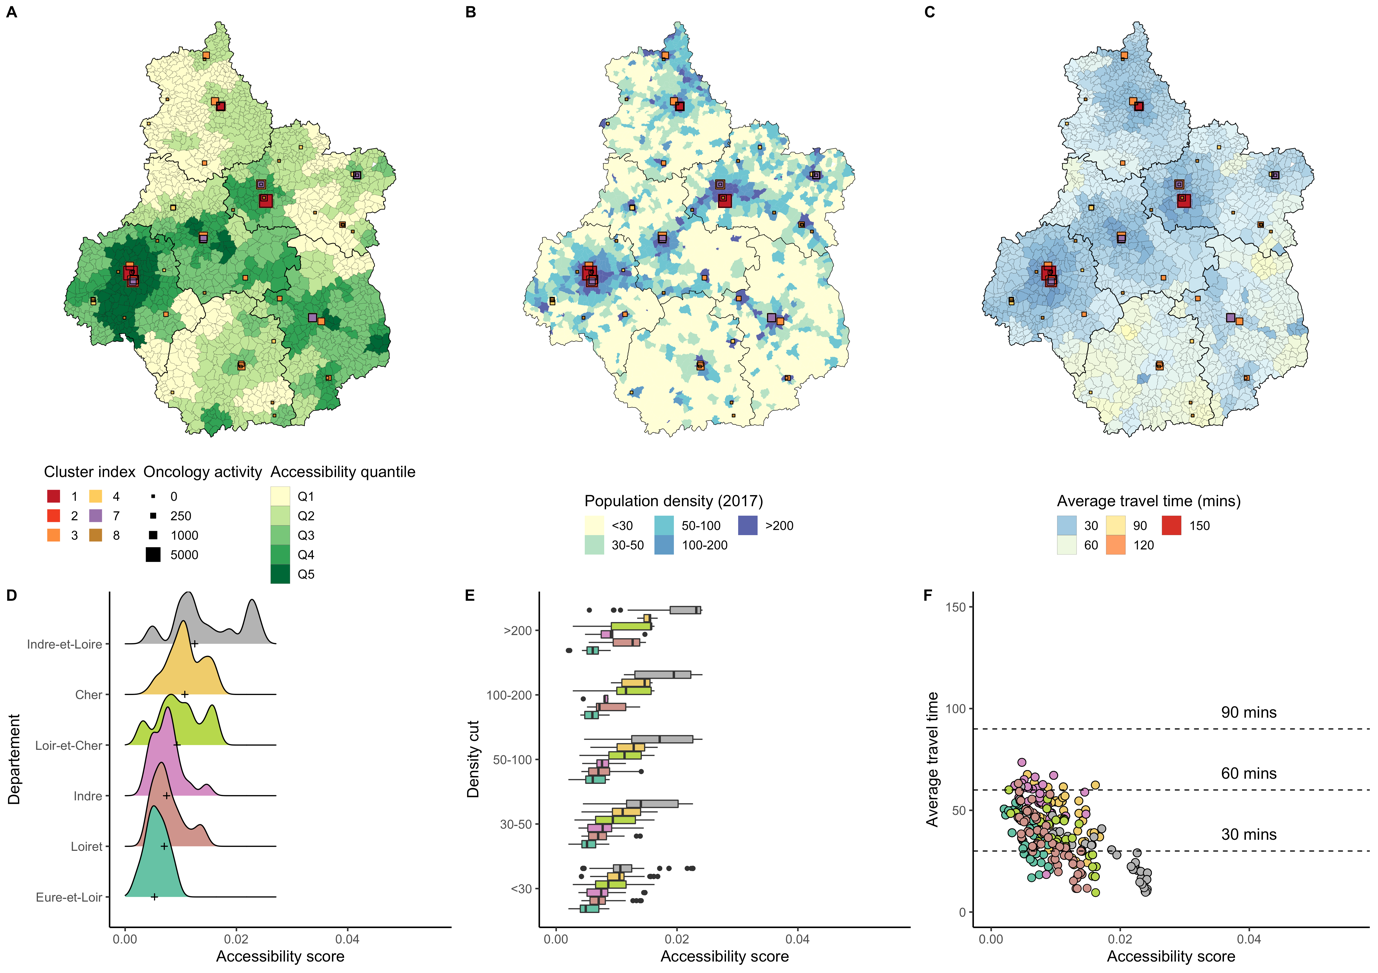 A
B
C
Cluster index
1
4
2
7
3
8
Oncology activity
0
250
1000
5000
Accessibility quantile
Q1
Q2
Q3
Q4
Q5
Population density (2017)
<30
50-100
>200
30-50
100-200
Average travel time (mins)
30
90
150
60
120
D
Departement
Indre-et-Loire
Cher
Loir-et-Cher
Indre
Loiret
Eure-et-Loir
0.00
0.02
0.04
Accessibility score
E
Density cut
>200
100-200
50-100
30-50
<30
0.00
0.02
0.04
Accessibility score
F
Average travel time
150
100
50
0
90 mins
60 mins
30 mins
0.00
0.02
0.04
Accessibility score